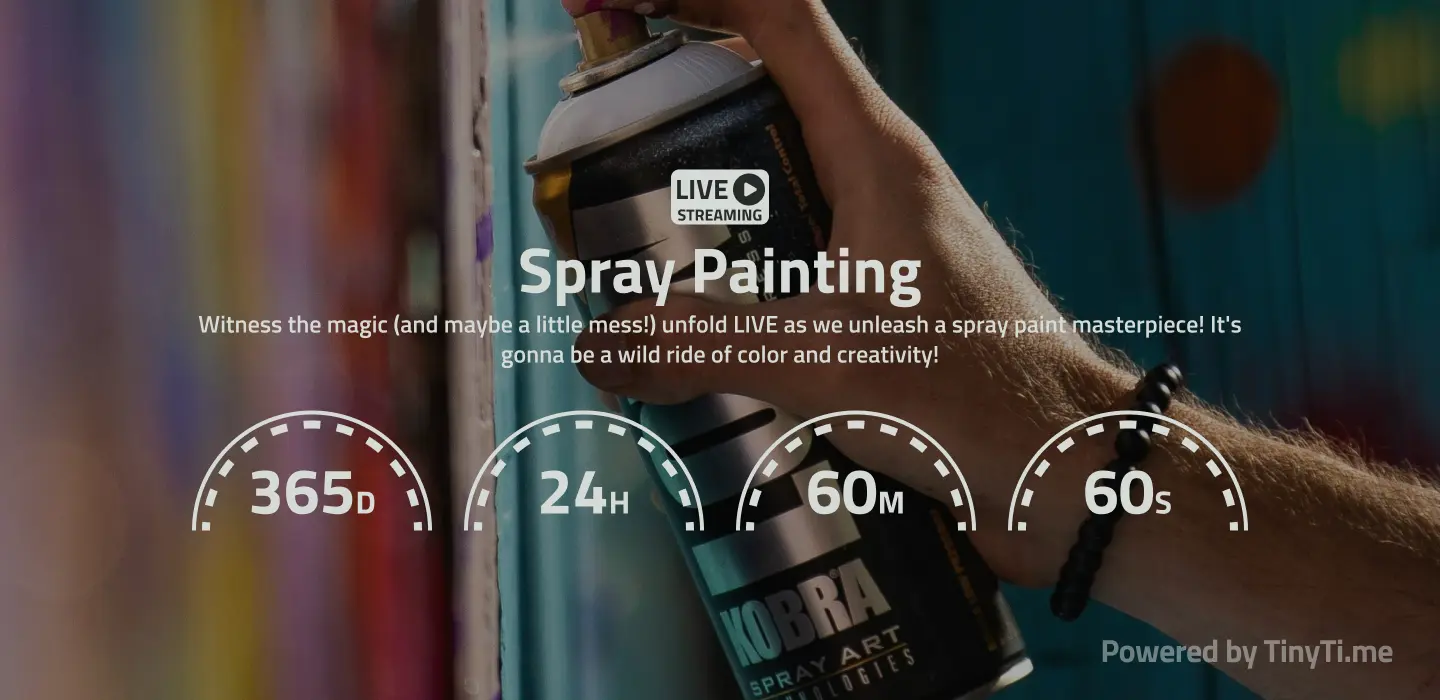 LIVE
STREAMING
Spray Painting
Witness the magic (and maybe a little mess!) unfold LIVE as we unleash a spray paint masterpiece! It's
gonna be a wild ride of color and creativity!
365D
24H
60M
60S
Total Control
KOBRA
SPRAY ART
Powered by TinyTi.me